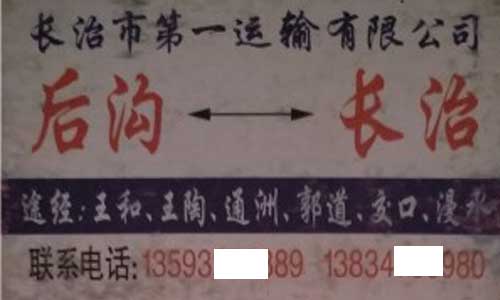 长治市第一运输有限公司
后沟 ←→ 长治
途经:王和、王陶、通洲、郭道、交口、漫水
联系电话:13593 389 13834 980